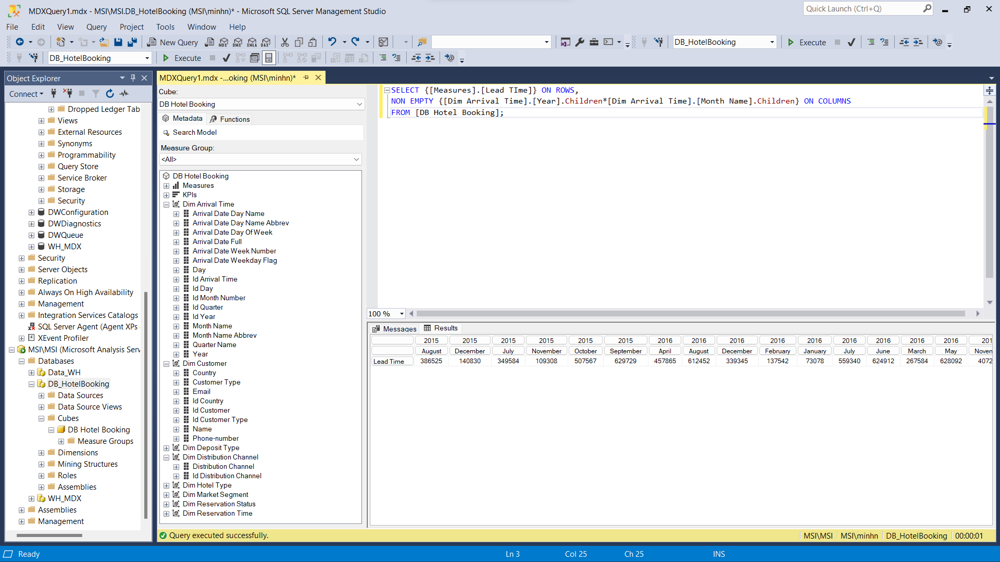 MDXQuery1.mdx - MSI\MSI.DB_HotelBooking (MSI\minhn)* - Microsoft SQL Server Management Studio
Quick Launch (Ctrl+Q)
File Edit View Query Project Tools Window Help
New Query
MDX DMX XMLA DAX
DB_HotelBooking
Execute
DB_HotelBooking
Execute
Object Explorer
Connect
Dropped Ledger Tab
Views
External Resources
Synonyms
Programmability
Query Store
Service Broker
Storage
Security
DWConfiguration
DWDiagnostics
DWQueue
WH_MDX
Security
Server Objects
Replication
Always On High Availability
Management
Integration Services Catalogs
SQL Server Agent (Agent XPs
XEvent Profiler
MSI\MSI (Microsoft Analysis Serv
Databases
Data_WH
DB_HotelBooking
Data Sources
Data Source Views
Cubes
DB Hotel Booking
Measure Groups
Dimensions
Mining Structures
Roles
Assemblies
WH_MDX
Assemblies
Management
MDXQuery1.mdx -...oking (MSI\minhn)*
Cube:
DB Hotel Booking
Metadata Functions
Search Model
Measure Group:
<All>
DB Hotel Booking
Measures
KPIs
Dim Arrival Time
Arrival Date Day Name
Arrival Date Day Name Abbrev
Arrival Date Day Of Week
Arrival Date Full
Arrival Date Week Number
Arrival Date Weekday Flag
Day
Id Arrival Time
Id Day
Id Month Number
Id Quarter
Id Year
Month Name
Month Name Abbrev
Quarter Name
Year
Dim Customer
Country
Customer Type
Email
Id Country
Id Customer
Id Customer Type
Name
Phone-number
Dim Deposit Type
Dim Distribution Channel
Distribution Channel
Id Distribution Channel
Dim Hotel Type
Dim Market Segment
Dim Reservation Status
Dim Reservation Time
SELECT {[Measures].[Lead TIme]} ON ROWS,
NON EMPTY {[Dim Arrival Time].[Year].Children*[Dim Arrival Time].[Month Name].Children} ON COLUMNS
FROM [DB Hotel Booking];
100 %
Messages Results
2015 2015 2015 2015 2015 2015 2016 2016 2016 2016 2016 2016 2016 2016 2016 201
August December July November October September April August December February January July June March May Noven
Lead Time 386525 140830 349584 109308 507567 629729 457865 612452 339345 137542 73078 559340 624912 267584 628092 4072
Query executed successfully.
MSI\MSI MSI\minhn DB_HotelBooking 00:00:01
Ready Ln 3 Col 25 Ch 25 INS